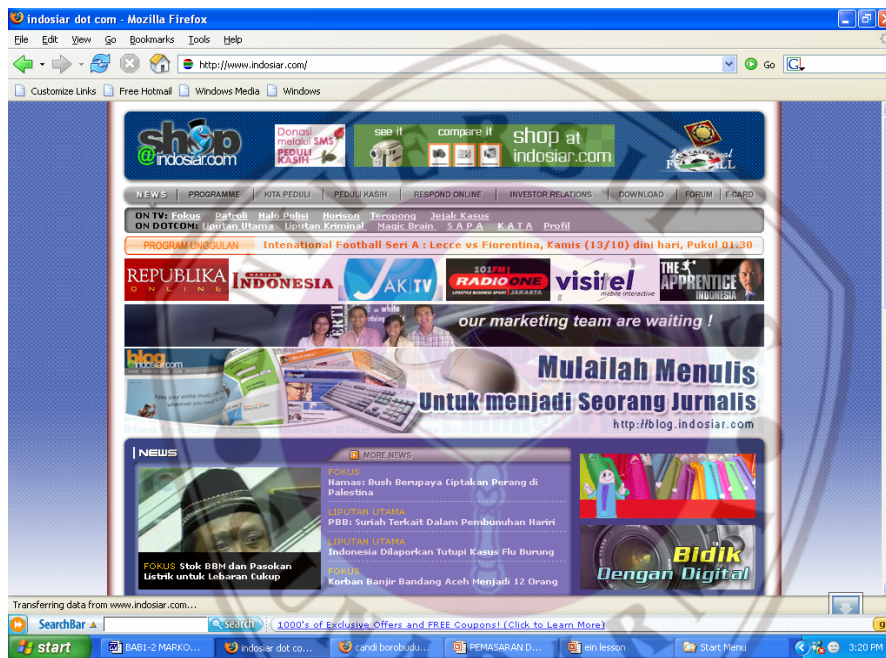 indosiar dot com - Mozilla Firefox
File Edit View Go Bookmarks Tools Help
http://www.indosiar.com/ Go
Customize Links Free Hotmail Windows Media Windows
shop
@indosiar.com
Donasi
melalui SMS
PEDULI
KASIH
see it compare it shop at
indosiar.com
NEWS PROGRAMME KITA PEDULI PEDULI KASIH RESPOND ONLINE INVESTOR RELATIONS DOWNLOAD FORUM E-CARD
ON TV: Fokus Patroli Halo Polisi Horison Teropong Jejak Kasus
ON DOTCOM: Liputan Utama Liputan Kriminal Magic Brain S A P A K A T A Profil
PROGRAM UNGGULAN Intenational Football Seri A : Lecce vs Fiorentina, Kamis (13/10) dini hari, Pukul 01.30
REPUBLIKA
ONLINE
HARIAN
INDONESIA
JAK TV
101FM
RADIO ONE
LIFESTYLE BUSINESS SPORT JAKARTA
visitel
mobile interactive
THE
APPRENTICE
INDONESIA
our marketing team are waiting !
blog
@indosiar.com
Mulailah Menulis
Untuk menjadi Seorang Jurnalis
http://blog.indosiar.com
NEWS
MORE NEWS
FOKUS
Hamas: Bush Berupaya Ciptakan Perang di
Palestina
LIPUTAN UTAMA
PBB: Suriah Terkait Dalam Pembunuhan Hariri
LIPUTAN UTAMA
Indonesia Dilaporkan Tutupi Kasus Flu Burung
FOKUS
Korban Banjir Bandang Aceh Menjadi 12 Orang
FOKUS Stok BBM dan Pasokan
Listrik untuk Lebaran Cukup
Bidik
Dengan Digital
Transferring data from www.indosiar.com...
SearchBar search 1000's of Exclusive Offers and FREE Coupons! (Click to Learn More)
start BAB1-2 MARKO... indosiar dot co... candi borobudu... PEMASARAN D... ein lesson Start Menu 3:20 PM